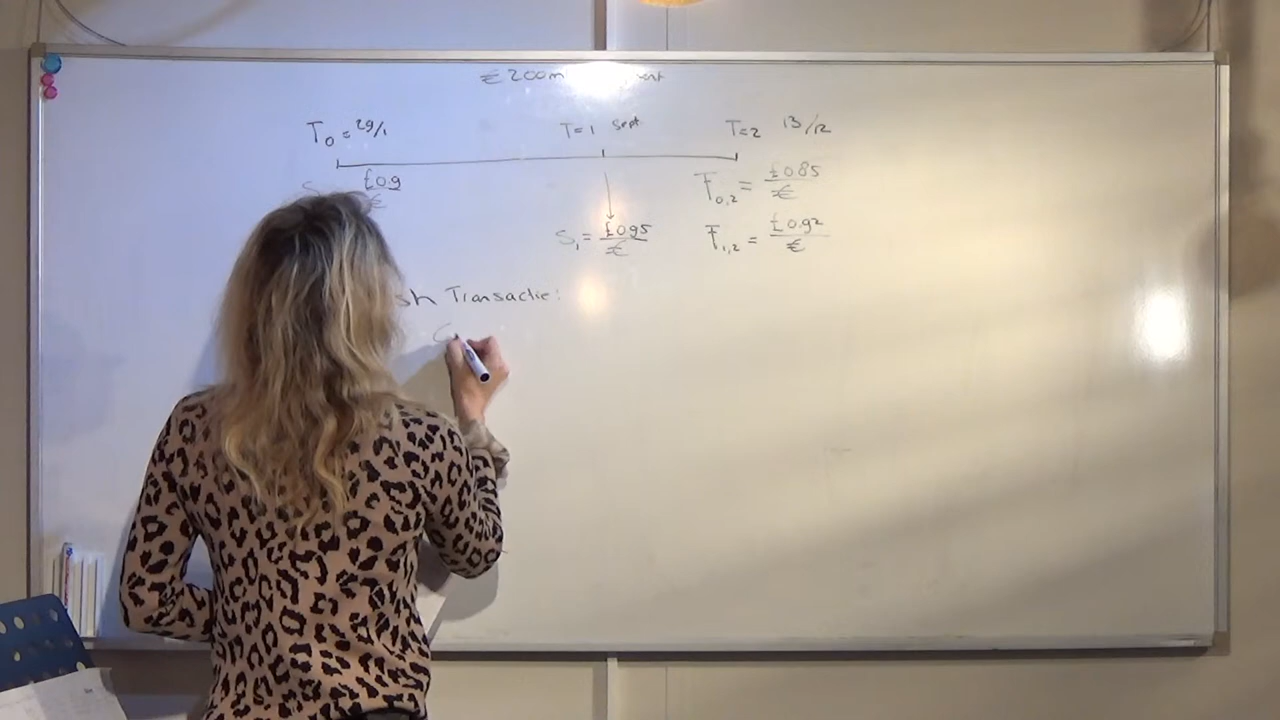 € 200m
T₀ = 29/1
T=1 sept
T=2 13/12
£0.9
€
F₀,₂ = £0.85
€
S₁ = £0.95
€
F₁,₂ = £0.92
€
Transactie: